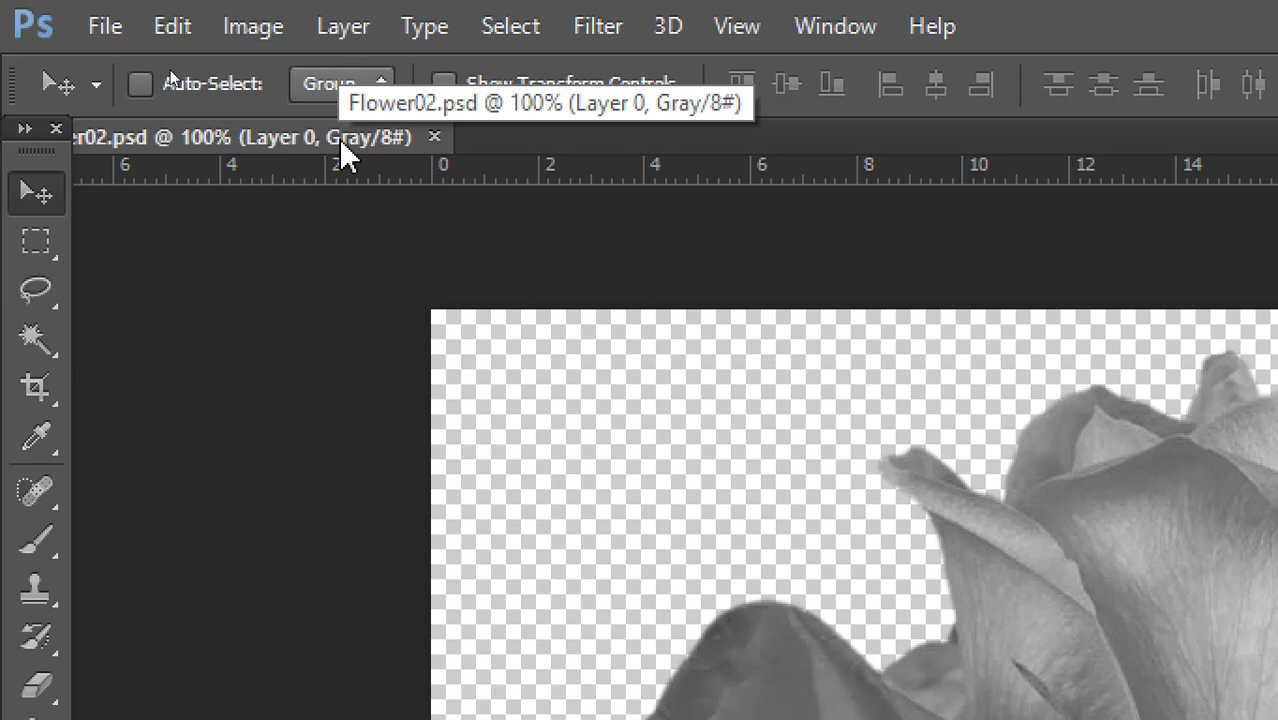 Ps File Edit Image Layer Type Select Filter 3D View Window Help
Auto-Select: Group Show Transform Controls
Flower02.psd @ 100% (Layer 0, Gray/8#)
er02.psd @ 100% (Layer 0, Gray/8#) ×
6 4 2 0 2 4 6 8 10 12 14